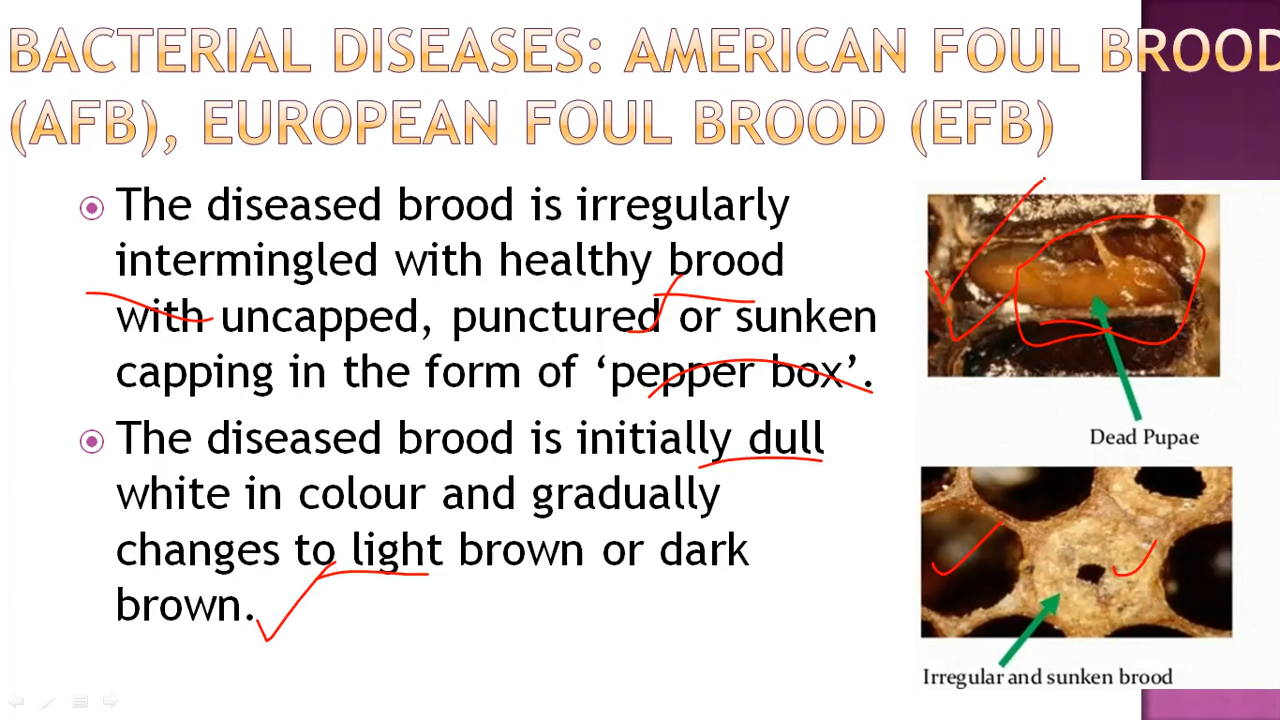 BACTERIAL DISEASES: AMERICAN FOUL BROOD
(AFB), EUROPEAN FOUL BROOD (EFB)
The diseased brood is irregularly
intermingled with healthy brood
with uncapped, punctured or sunken
capping in the form of ‘pepper box’.
The diseased brood is initially dull
white in colour and gradually
changes to light brown or dark
brown.
Dead Pupae
Irregular and sunken brood